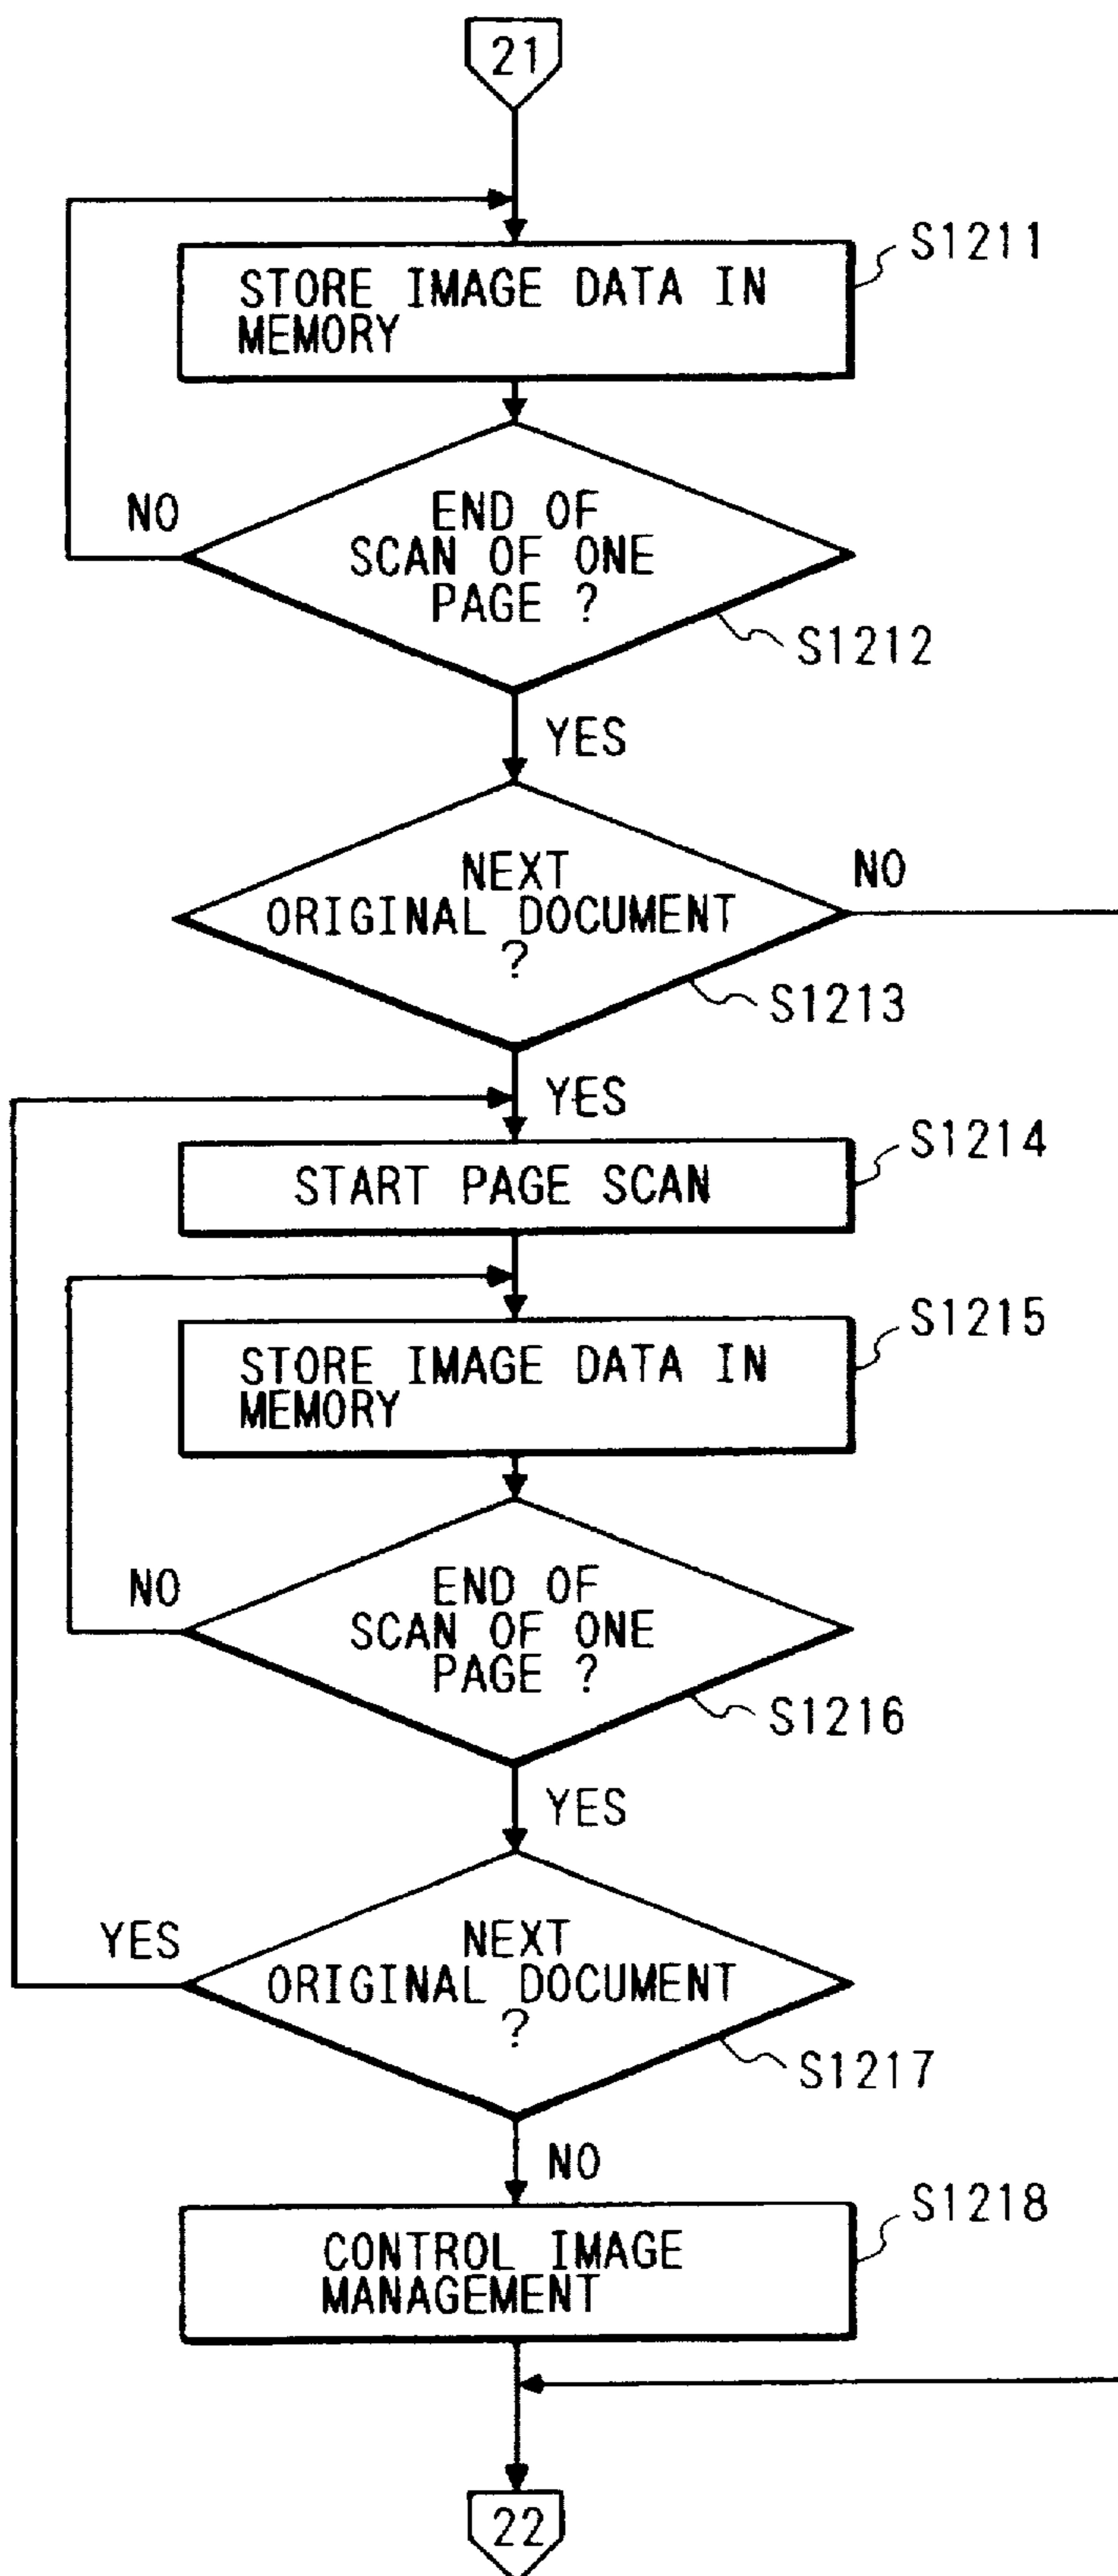 21
S1211
STORE IMAGE DATA IN
MEMORY
NO
END OF
SCAN OF ONE
PAGE ?
S1212
YES
NEXT
ORIGINAL DOCUMENT
?
NO
S1213
YES
START PAGE SCAN
S1214
STORE IMAGE DATA IN
MEMORY
S1215
NO
END OF
SCAN OF ONE
PAGE ?
S1216
YES
YES
NEXT
ORIGINAL DOCUMENT
?
S1217
NO
CONTROL IMAGE
MANAGEMENT
S1218
22